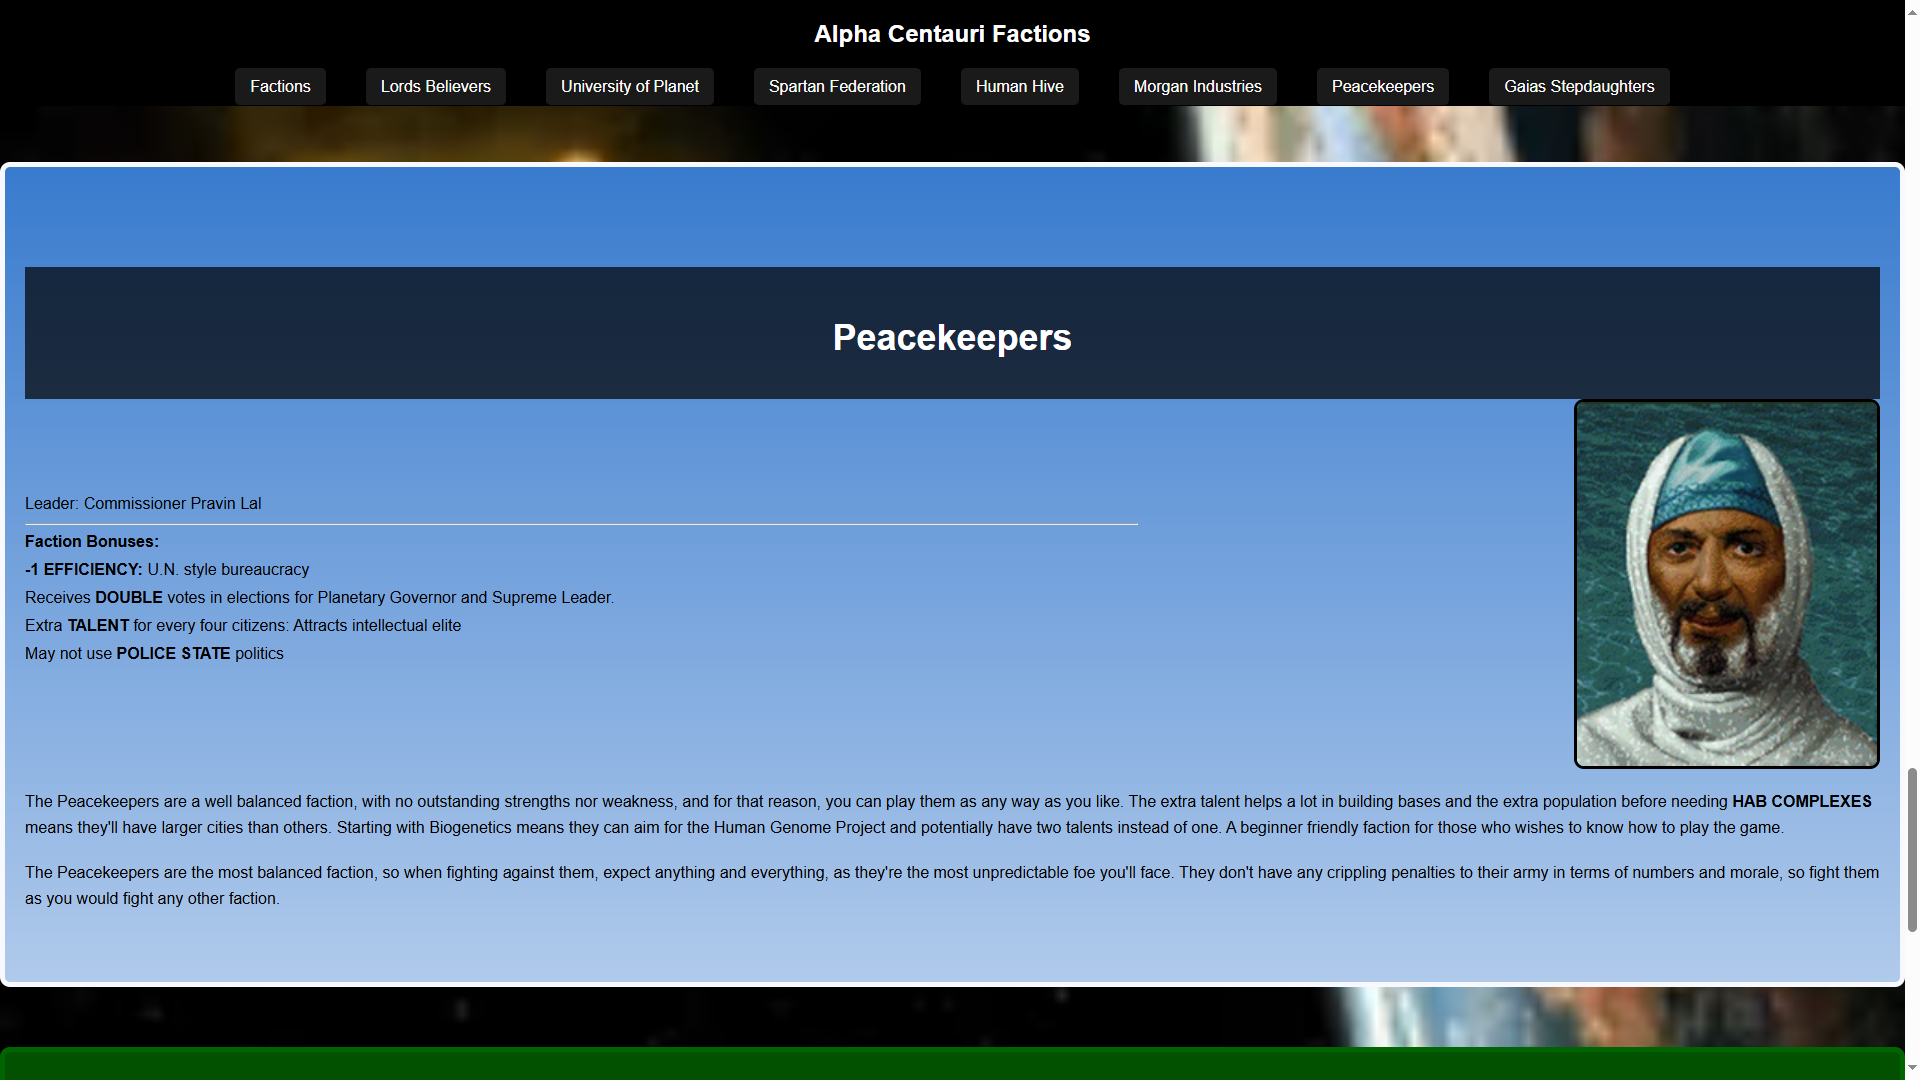 Alpha Centauri Factions
Factions
Lords Believers
University of Planet
Spartan Federation
Human Hive
Morgan Industries
Peacekeepers
Gaias Stepdaughters
Peacekeepers
Leader: Commissioner Pravin Lal
Faction Bonuses:
-1 EFFICIENCY: U.N. style bureaucracy
Receives DOUBLE votes in elections for Planetary Governor and Supreme Leader.
Extra TALENT for every four citizens: Attracts intellectual elite
May not use POLICE STATE politics
The Peacekeepers are a well balanced faction, with no outstanding strengths nor weakness, and for that reason, you can play them as any way as you like. The extra talent helps a lot in building bases and the extra population before needing HAB COMPLEXES
means they'll have larger cities than others. Starting with Biogenetics means they can aim for the Human Genome Project and potentially have two talents instead of one. A beginner friendly faction for those who wishes to know how to play the game.
The Peacekeepers are the most balanced faction, so when fighting against them, expect anything and everything, as they're the most unpredictable foe you'll face. They don't have any crippling penalties to their army in terms of numbers and morale, so fight them
as you would fight any other faction.